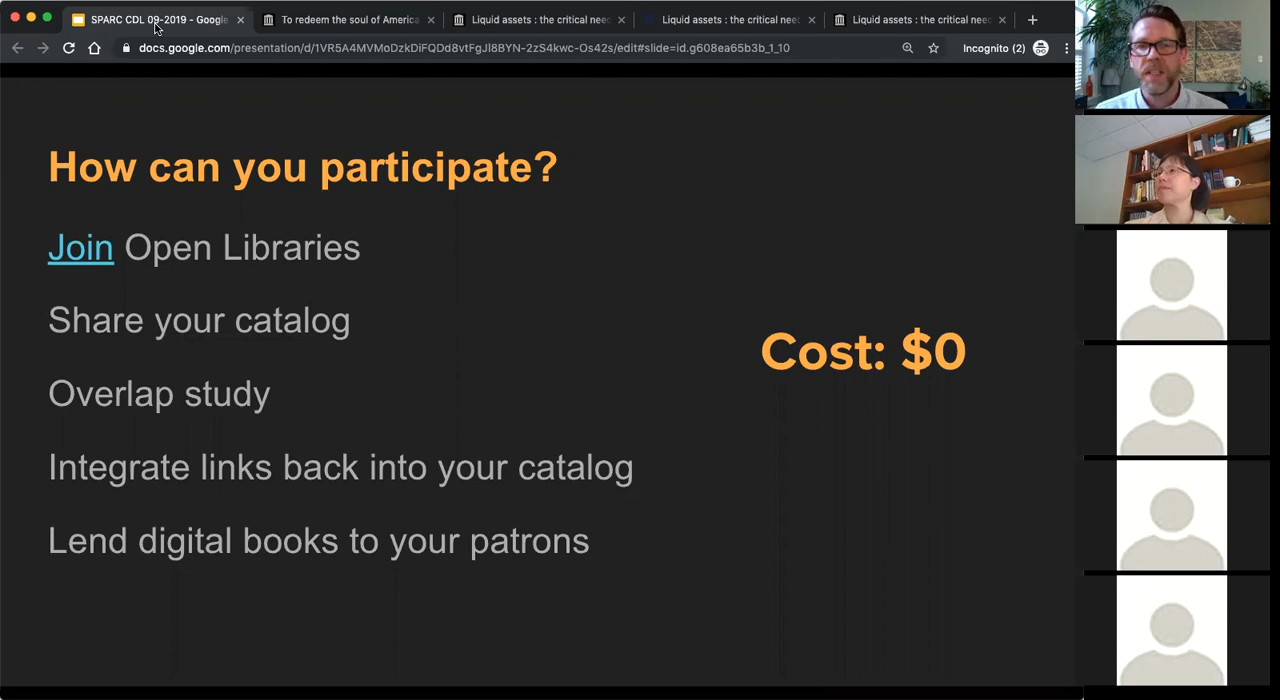 SPARC CDL 09-2019 - Google
To redeem the soul of America
Liquid assets : the critical need
Liquid assets : the critical need
Liquid assets : the critical need
docs.google.com/presentation/d/1VR5A4MVMoDzkDiFQDd8vtFgJl8BYN-2zS4kwc-Os42s/edit#slide=id.g608ea65b3b_1_10
Incognito (2)
How can you participate?
Join Open Libraries
Share your catalog
Overlap study
Integrate links back into your catalog
Lend digital books to your patrons
Cost: $0